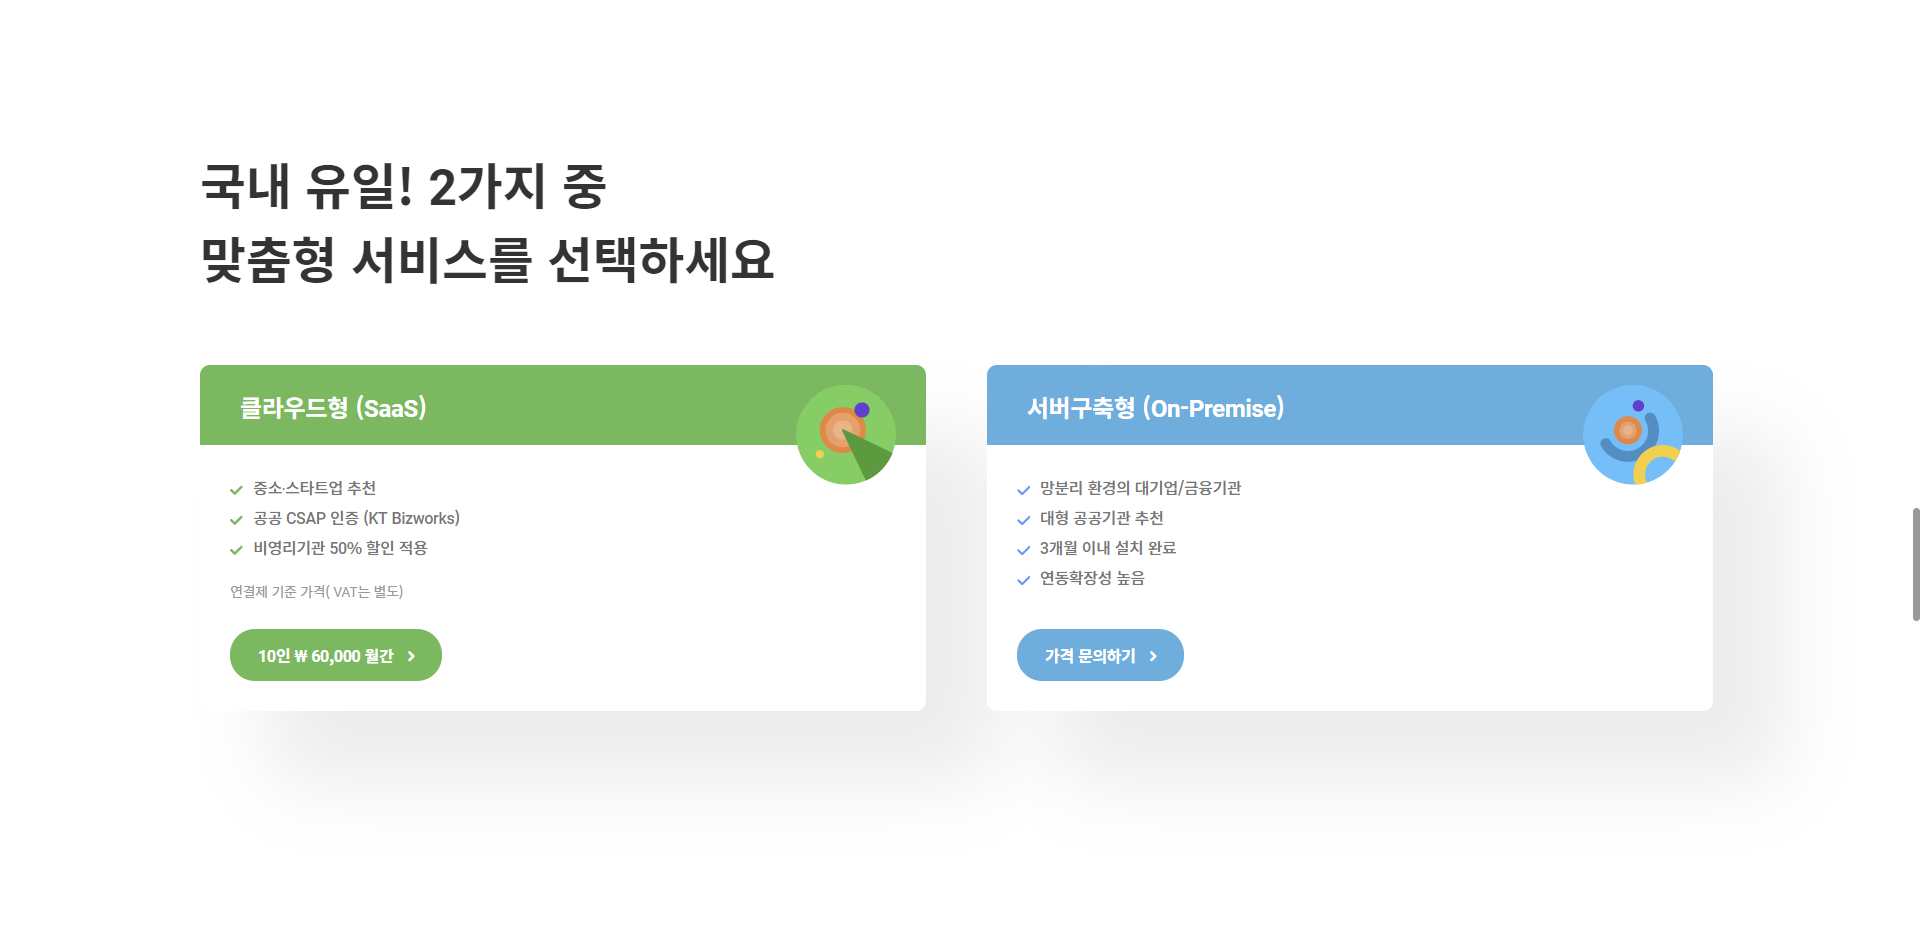 국내 유일! 2가지 중
맞춤형 서비스를 선택하세요
클라우드형 (SaaS)
중소·스타트업 추천
공공 CSAP 인증 (KT Bizworks)
비영리기관 50% 할인 적용
연결제 기준 가격( VAT는 별도)
10인 ₩ 60,000 월간
서버구축형 (On-Premise)
망분리 환경의 대기업/금융기관
대형 공공기관 추천
3개월 이내 설치 완료
연동확장성 높음
가격 문의하기